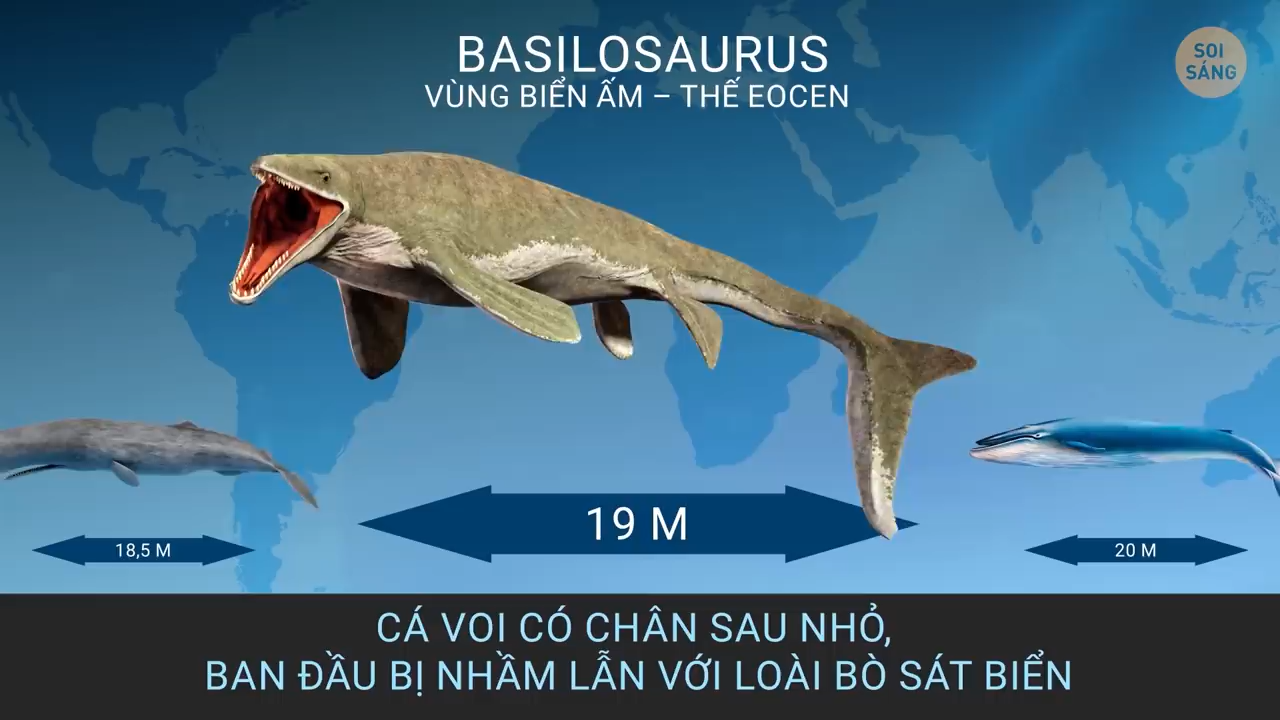 BASILOSAURUS
VÙNG BIỂN ẤM – THẾ EOCEN
SOI
SÁNG
19 M
18,5 M
20 M
CÁ VOI CÓ CHÂN SAU NHỎ,
BAN ĐẦU BỊ NHẦM LẪN VỚI LOÀI BÒ SÁT BIỂN